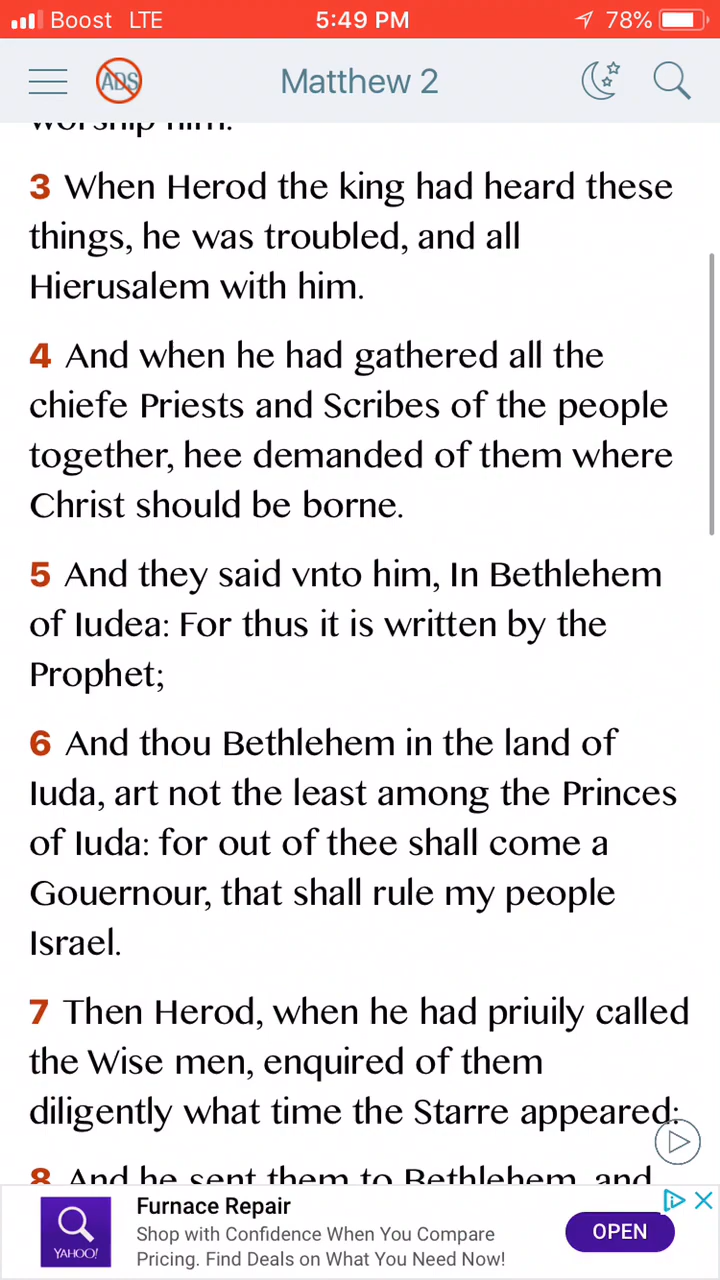 Boost LTE 5:49 PM 78%
ADS Matthew 2
worship him.
3 When Herod the king had heard these
things, he was troubled, and all
Hierusalem with him.
4 And when he had gathered all the
chiefe Priests and Scribes of the people
together, hee demanded of them where
Christ should be borne.
5 And they said vnto him, In Bethlehem
of Iudea: For thus it is written by the
Prophet;
6 And thou Bethlehem in the land of
Iuda, art not the least among the Princes
of Iuda: for out of thee shall come a
Gouernour, that shall rule my people
Israel.
7 Then Herod, when he had priuily called
the Wise men, enquired of them
diligently what time the Starre appeared:
8 And he sent them to Bethlehem, and
Furnace Repair
Shop with Confidence When You Compare
Pricing. Find Deals on What You Need Now!
OPEN
YAHOO!